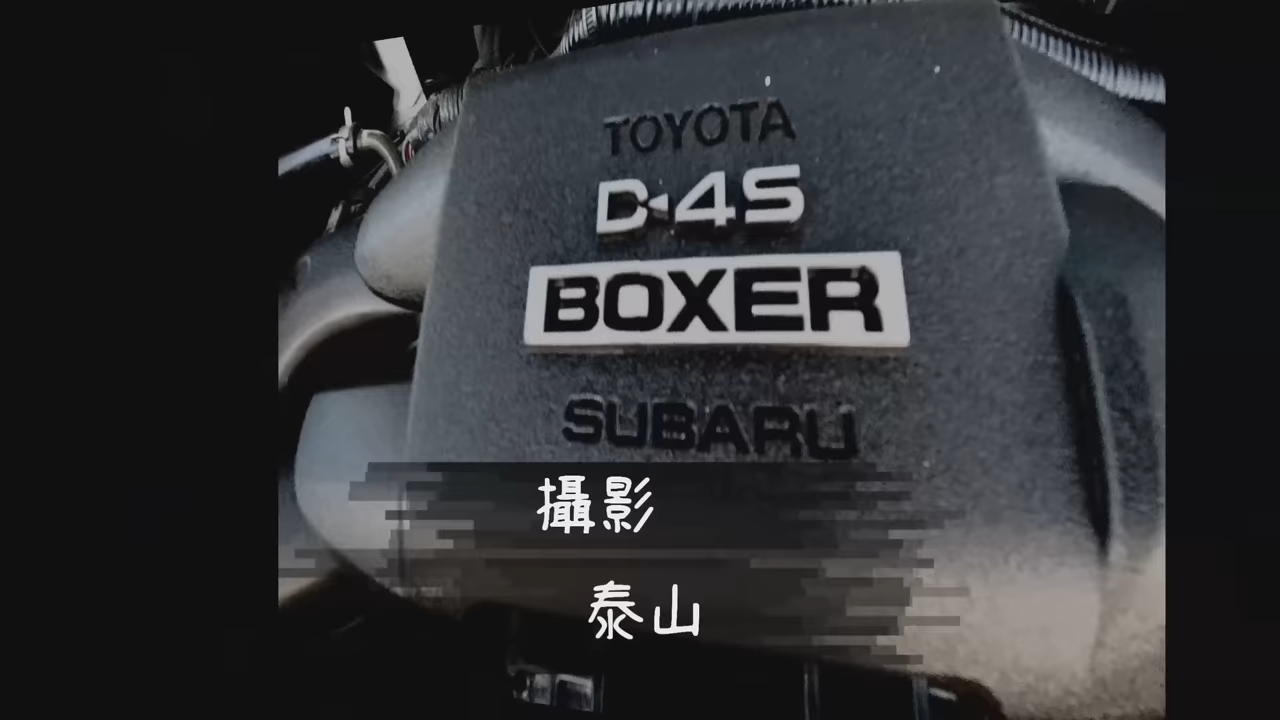 TOYOTA
D-4S
BOXER
SUBARU
攝影
泰山